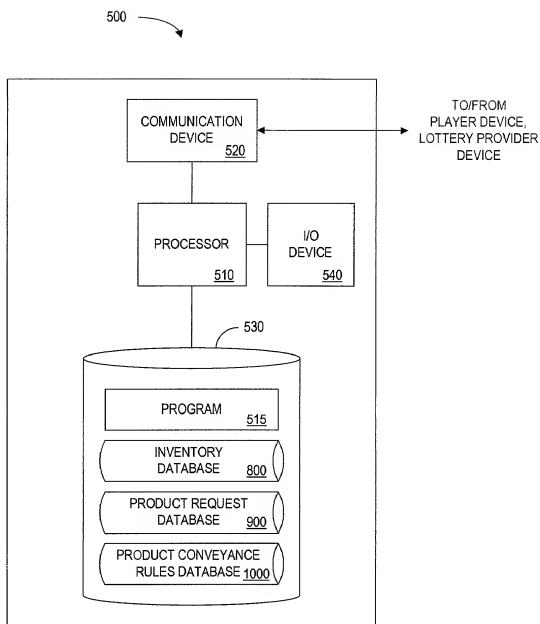 500
COMMUNICATION
DEVICE
520
TO/FROM
PLAYER DEVICE,
LOTTERY PROVIDER
DEVICE
PROCESSOR
510
I/O
DEVICE
540
530
PROGRAM
515
INVENTORY
DATABASE
800
PRODUCT REQUEST
DATABASE
900
PRODUCT CONVEYANCE
RULES DATABASE 1000